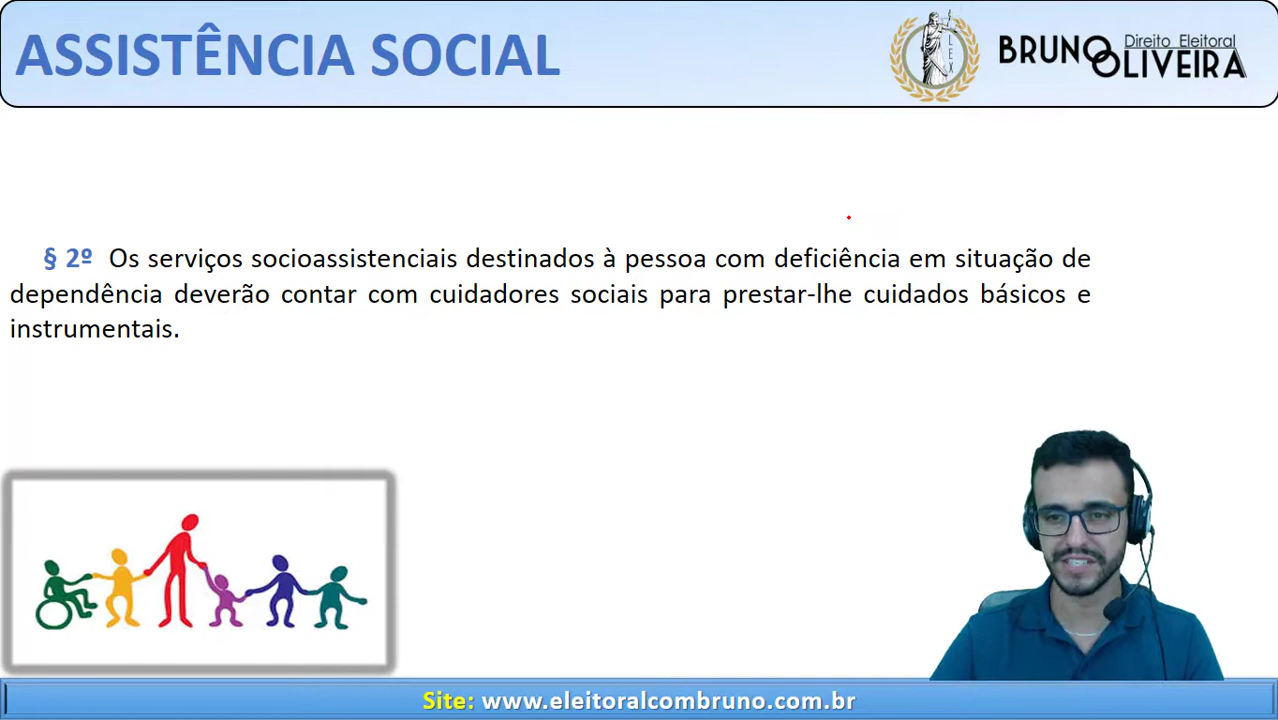 ASSISTÊNCIA SOCIAL
LEX
BRUNO
Direito Eleitoral
OLIVEIRA
§ 2º Os serviços socioassistenciais destinados à pessoa com deficiência em situação de
dependência deverão contar com cuidadores sociais para prestar-lhe cuidados básicos e
instrumentais.
Site: www.eleitoralcombruno.com.br